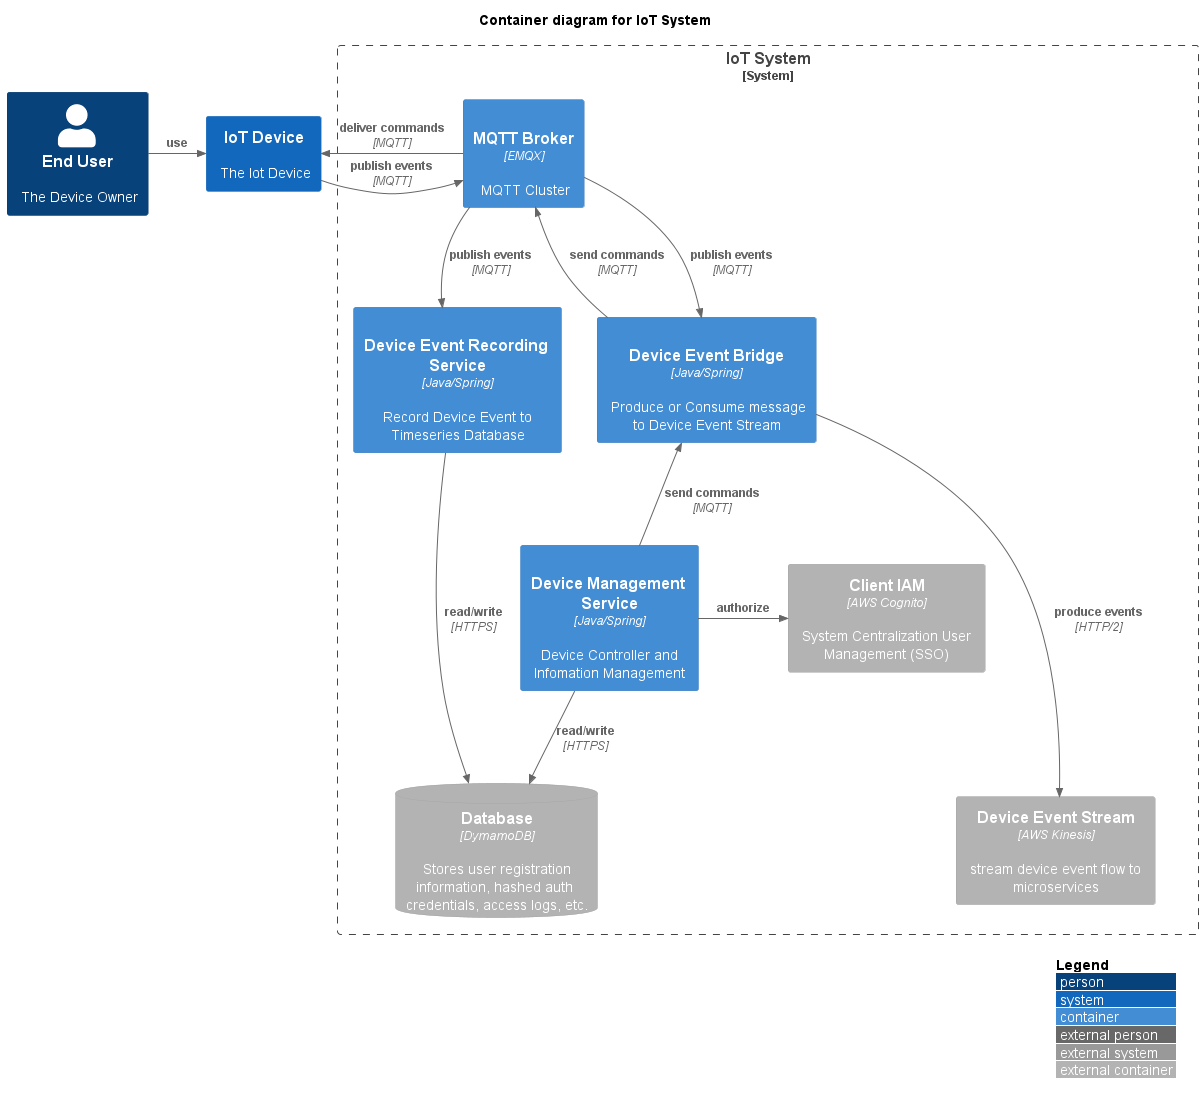 Container diagram for IoT System
IoT System
[System]
End User
The Device Owner
use
IoT Device
The Iot Device
deliver commands
[MQTT]
publish events
[MQTT]
MQTT Broker
[EMQX]
MQTT Cluster
publish events
[MQTT]
send commands
[MQTT]
publish events
[MQTT]
Device Event Recording
Service
[Java/Spring]
Record Device Event to
Timeseries Database
Device Event Bridge
[Java/Spring]
Produce or Consume message
to Device Event Stream
send commands
[MQTT]
Device Management
Service
[Java/Spring]
Device Controller and
Infomation Management
authorize
Client IAM
[AWS Cognito]
System Centralization User
Management (SSO)
read/write
[HTTPS]
produce events
[HTTP/2]
read/write
[HTTPS]
Database
[DymamoDB]
Stores user registration
information, hashed auth
credentials, access logs, etc.
Device Event Stream
[AWS Kinesis]
stream device event flow to
microservices
Legend
person
system
container
external person
external system
external container